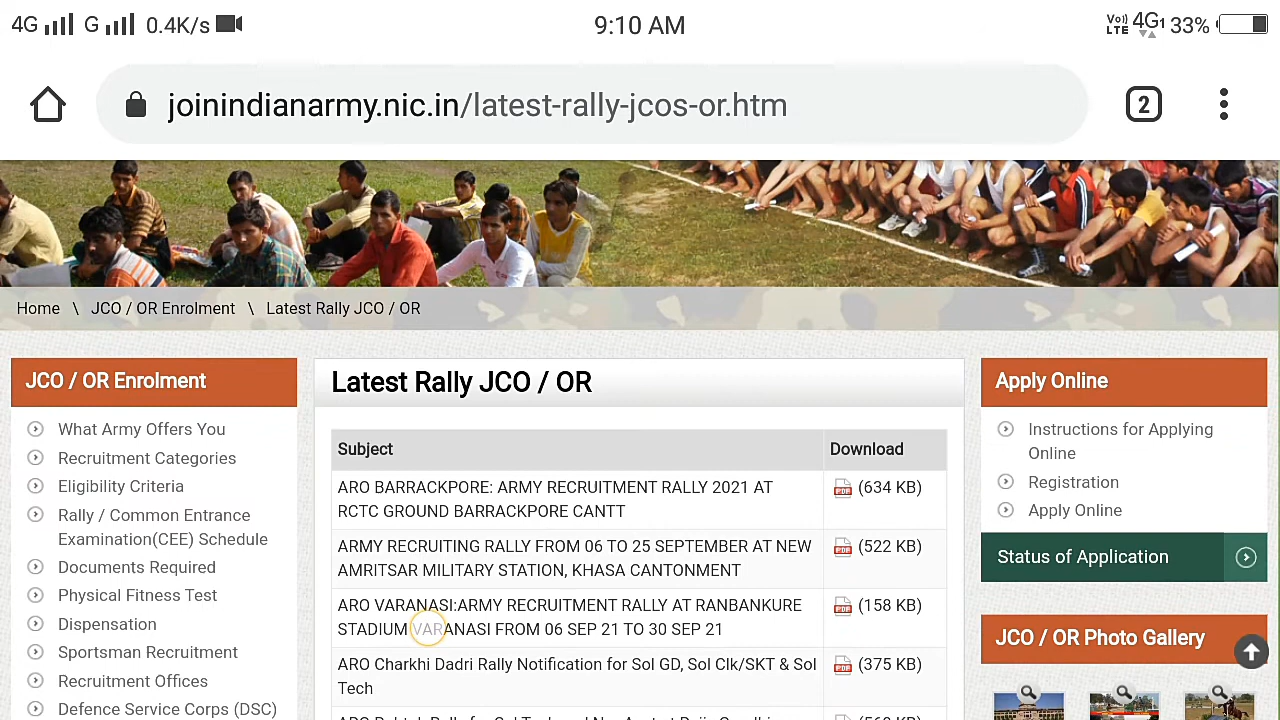 4G G 0.4K/s 9:10 AM Vo)) LTE 4G1 33%
joinindianarmy.nic.in/latest-rally-jcos-or.htm 2
Home \ JCO / OR Enrolment \ Latest Rally JCO / OR
JCO / OR Enrolment
What Army Offers You
Recruitment Categories
Eligibility Criteria
Rally / Common Entrance
Examination(CEE) Schedule
Documents Required
Physical Fitness Test
Dispensation
Sportsman Recruitment
Recruitment Offices
Defence Service Corps (DSC)
Latest Rally JCO / OR
Subject Download
ARO BARRACKPORE: ARMY RECRUITMENT RALLY 2021 AT PDF (634 KB)
RCTC GROUND BARRACKPORE CANTT
ARMY RECRUITING RALLY FROM 06 TO 25 SEPTEMBER AT NEW PDF (522 KB)
AMRITSAR MILITARY STATION, KHASA CANTONMENT
ARO VARANASI:ARMY RECRUITMENT RALLY AT RANBANKURE PDF (158 KB)
STADIUM VARANASI FROM 06 SEP 21 TO 30 SEP 21
ARO Charkhi Dadri Rally Notification for Sol GD, Sol Clk/SKT & Sol PDF (375 KB)
Tech
Apply Online
Instructions for Applying
Online
Registration
Apply Online
Status of Application
JCO / OR Photo Gallery